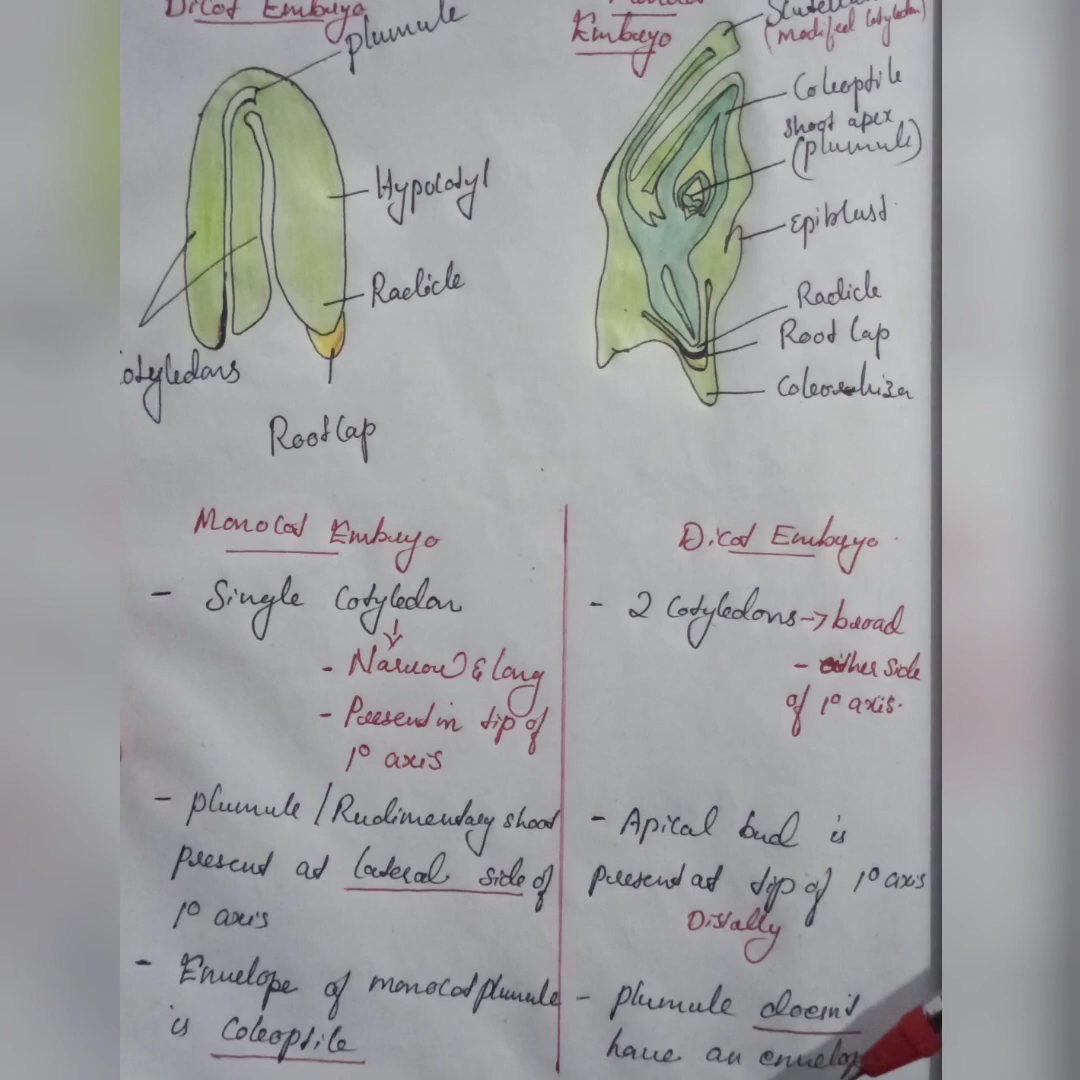 Dicot Embryo
plumule
Hypocotyl
Radicle
otyledons
Root Cap
Embryo
(modified cotyledon)
Coleoptile
shoot apex
(plumule)
Epiblast
Radicle
Root Cap
Coleorrhiza
Monocot Embryo
- Single Cotyledon
- Narrow & long
- Present in tip of
1° axis
- plumule / Rudimentary shoot
present at lateral side of
1° axis
- Envelope of monocot plumule
is Coleoptile
Dicot Embryo
- 2 Cotyledons → broad
- either side
of 1° axis.
- Apical bud is
present at tip of 1° axis
Distally
- plumule doesn't
have an envelop